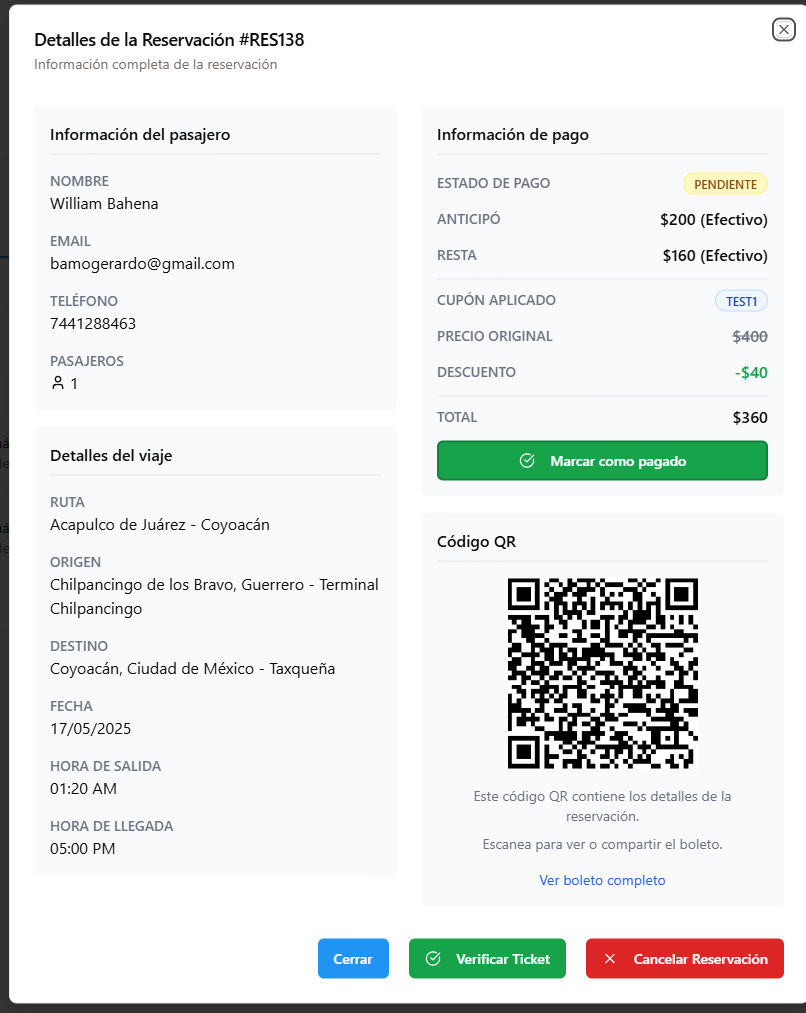 Detalles de la Reservación #RES138
Información completa de la reservación
Información del pasajero
NOMBRE
William Bahena
EMAIL
bamogerardo@gmail.com
TELÉFONO
7441288463
PASAJEROS
1
Detalles del viaje
RUTA
Acapulco de Juárez - Coyoacán
ORIGEN
Chilpancingo de los Bravo, Guerrero - Terminal
Chilpancingo
DESTINO
Coyoacán, Ciudad de México - Taxqueña
FECHA
17/05/2025
HORA DE SALIDA
01:20 AM
HORA DE LLEGADA
05:00 PM
Información de pago
ESTADO DE PAGO PENDIENTE
ANTICIPÓ $200 (Efectivo)
RESTA $160 (Efectivo)
CUPÓN APLICADO TEST1
PRECIO ORIGINAL $400
DESCUENTO -$40
TOTAL $360
Marcar como pagado
Código QR
Este código QR contiene los detalles de la
reservación.
Escanea para ver o compartir el boleto.
Ver boleto completo
Cerrar
Verificar Ticket
Cancelar Reservación